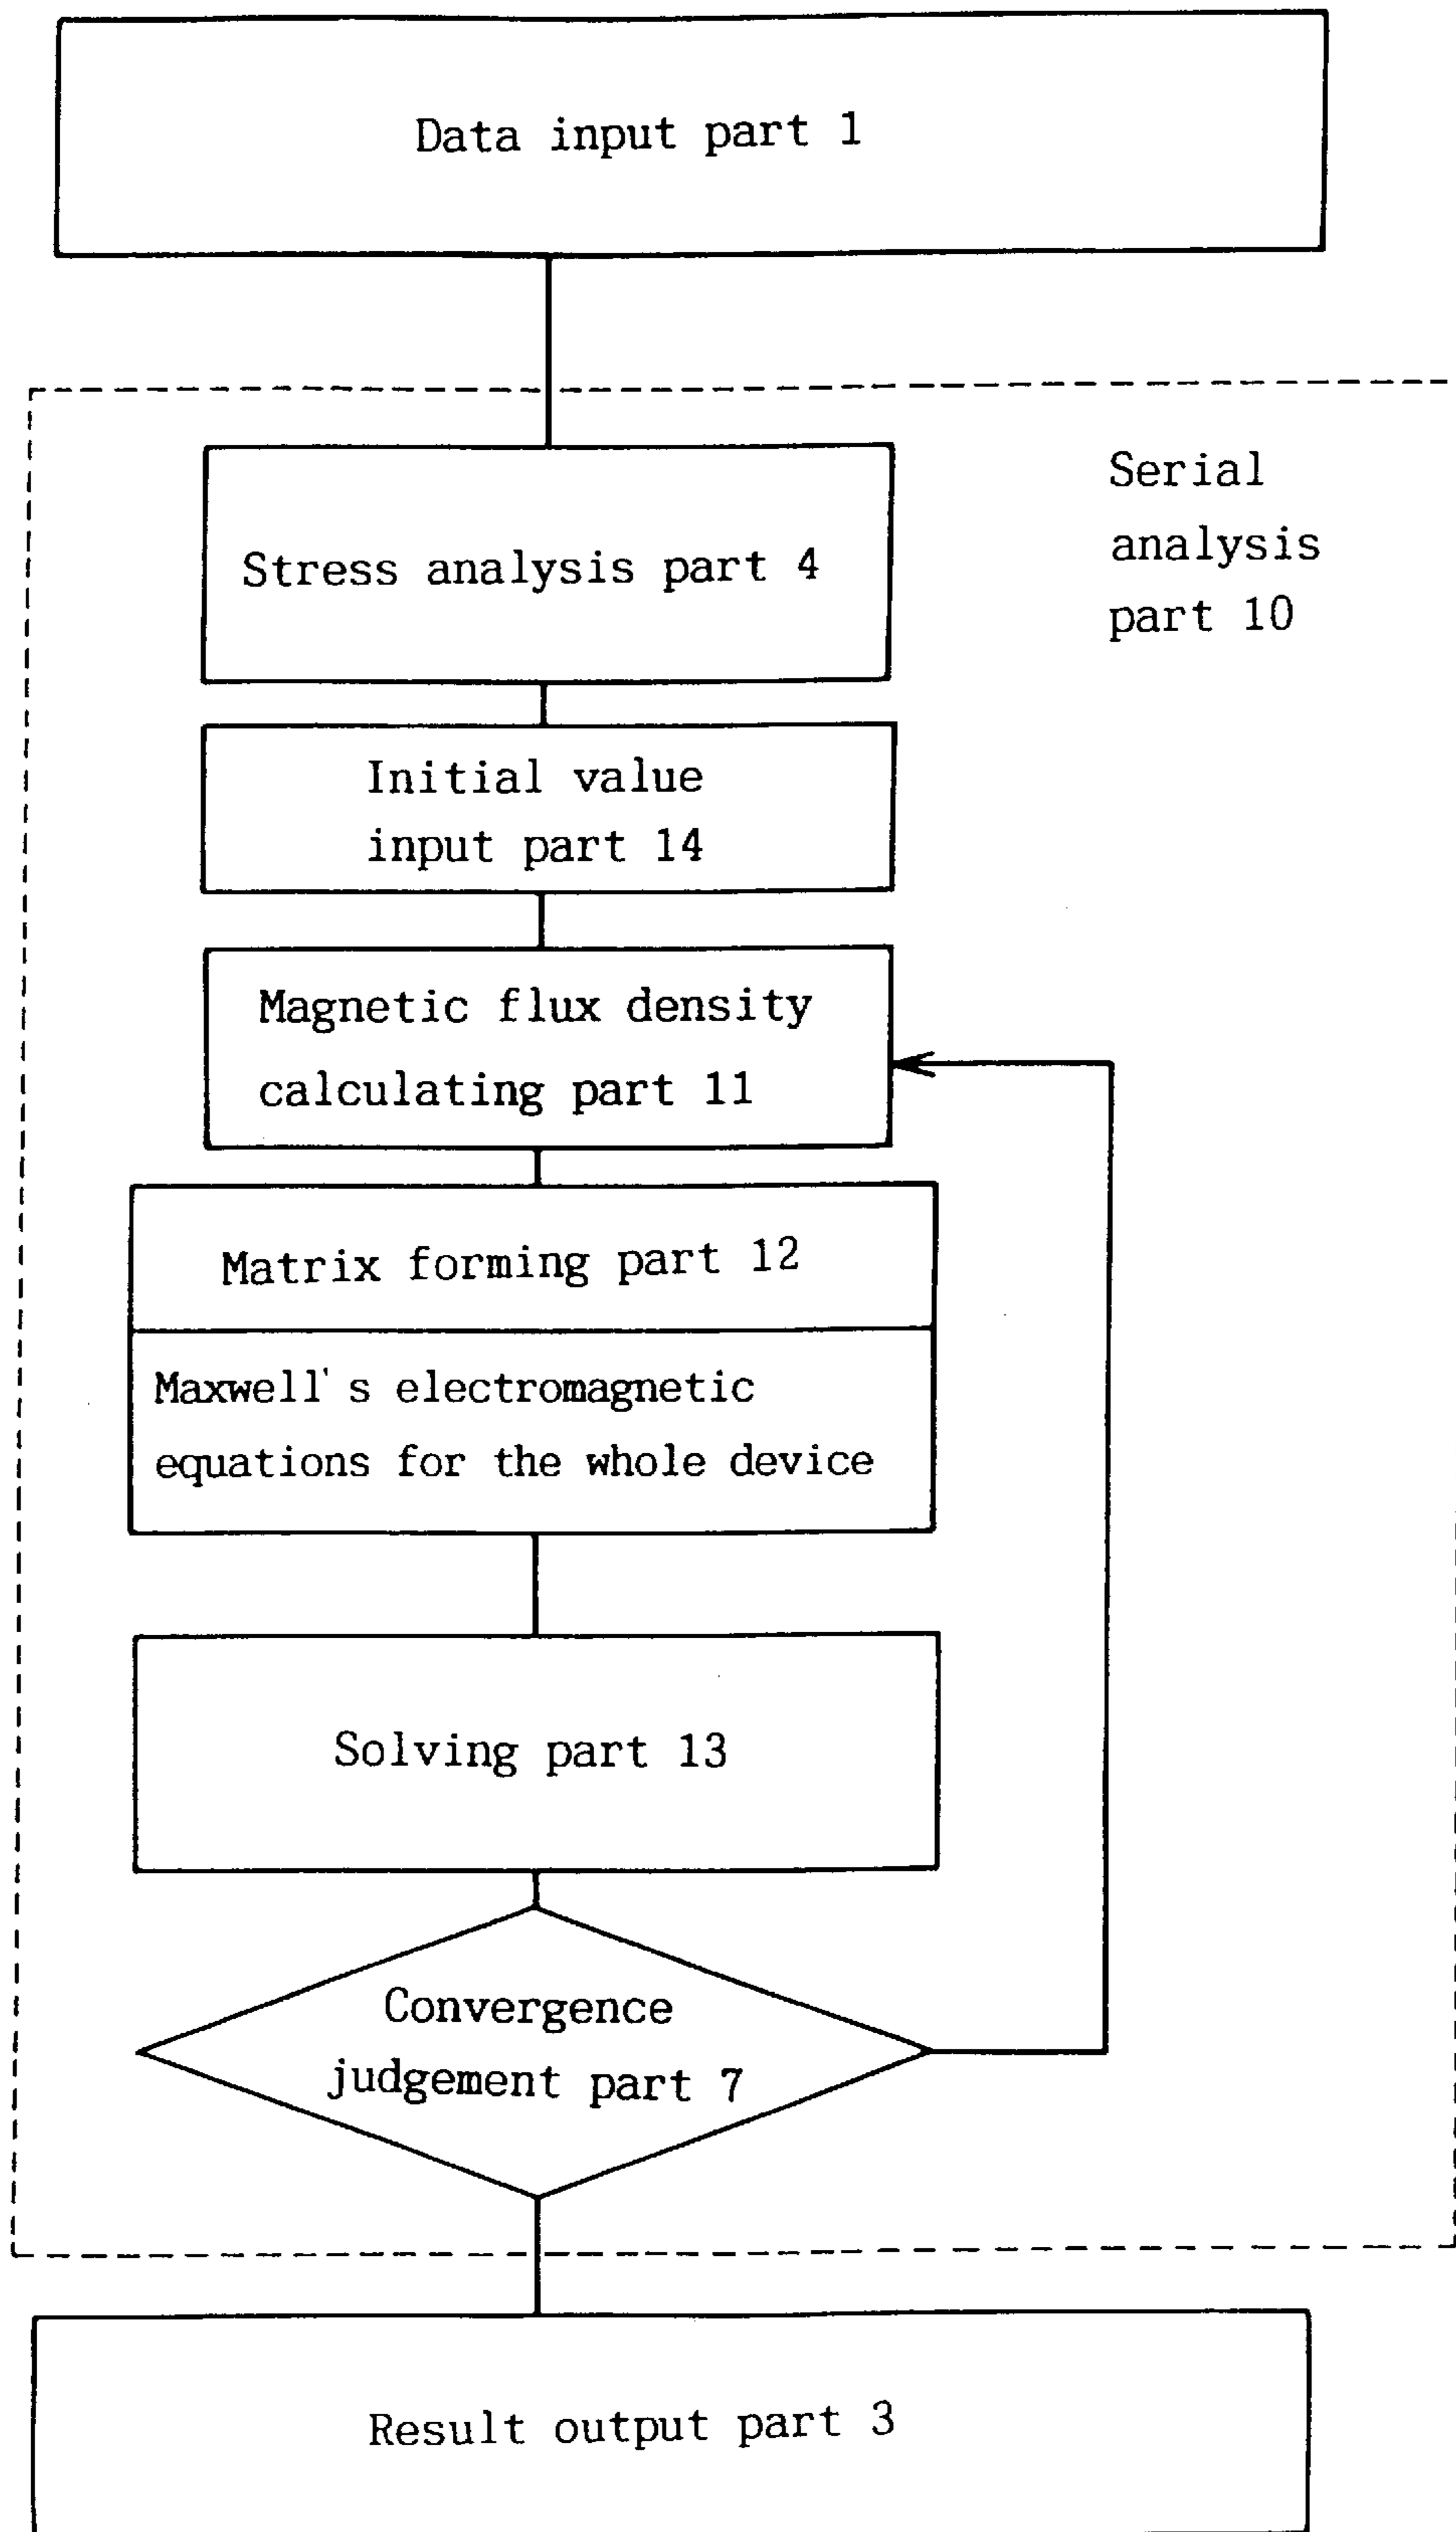 Data input part 1
Serial
analysis
part 10
Stress analysis part 4
Initial value
input part 14
Magnetic flux density
calculating part 11
Matrix forming part 12
Maxwell's electromagnetic
equations for the whole device
Solving part 13
Convergence
judgement part 7
Result output part 3